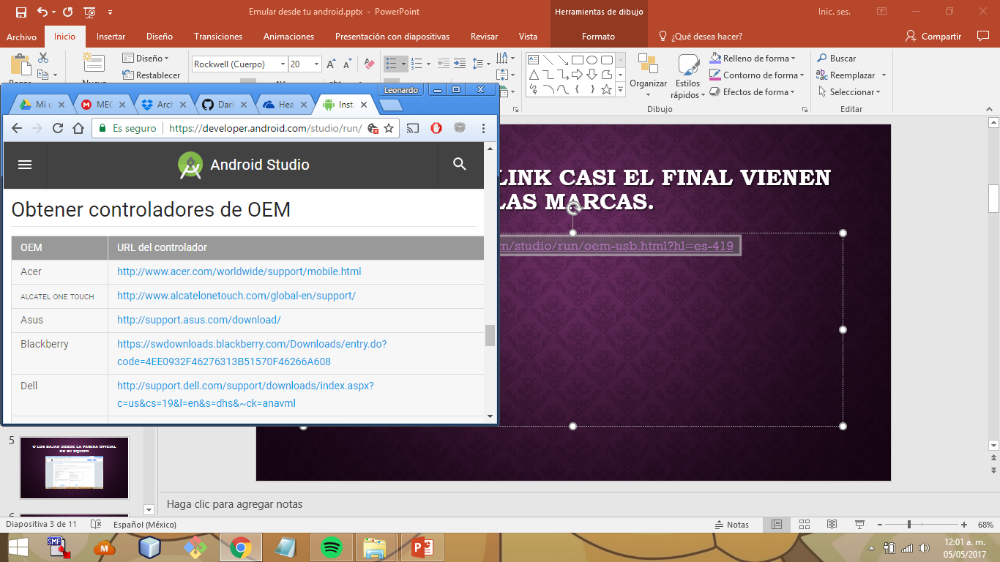 Emular desde tu android.pptx - PowerPoint
Herramientas de dibujo
Inic. ses.
Archivo
Inicio
Insertar
Diseño
Transiciones
Animaciones
Presentación con diapositivas
Revisar
Vista
Formato
¿Qué desea hacer?
Compartir
Diseño
Restablecer
Rockwell (Cuerpo)
20
Organizar
Estilos
rápidos
Relleno de forma
Contorno de forma
Efectos de forma
Dibujo
Buscar
Reemplazar
Seleccionar
Editar
Leonardo
Mi u
MEG
Arch
Dark
Hea
Insta
Es seguro
https://developer.android.com/studio/run/
Android Studio
Obtener controladores de OEM
OEM
URL del controlador
Acer
http://www.acer.com/worldwide/support/mobile.html
ALCATEL ONE TOUCH
http://www.alcatelonetouch.com/global-en/support/
Asus
http://support.asus.com/download/
Blackberry
https://swdownloads.blackberry.com/Downloads/entry.do?
code=4EE0932F46276313B51570F46266A608
Dell
http://support.dell.com/support/downloads/index.aspx?
c=us&cs=19&l=en&s=dhs&~ck=anavml
LINK CASI EL FINAL VIENEN
LAS MARCAS.
m/studio/run/oem-usb.html?hl=es-419
5
O LOS BAJAR DESDE LA PAGINA OFICIAL
DE SU EQUIPO
6
Haga clic para agregar notas
Diapositiva 3 de 11
Español (México)
Notas
68%
SMF
12:01 a. m.
05/05/2017